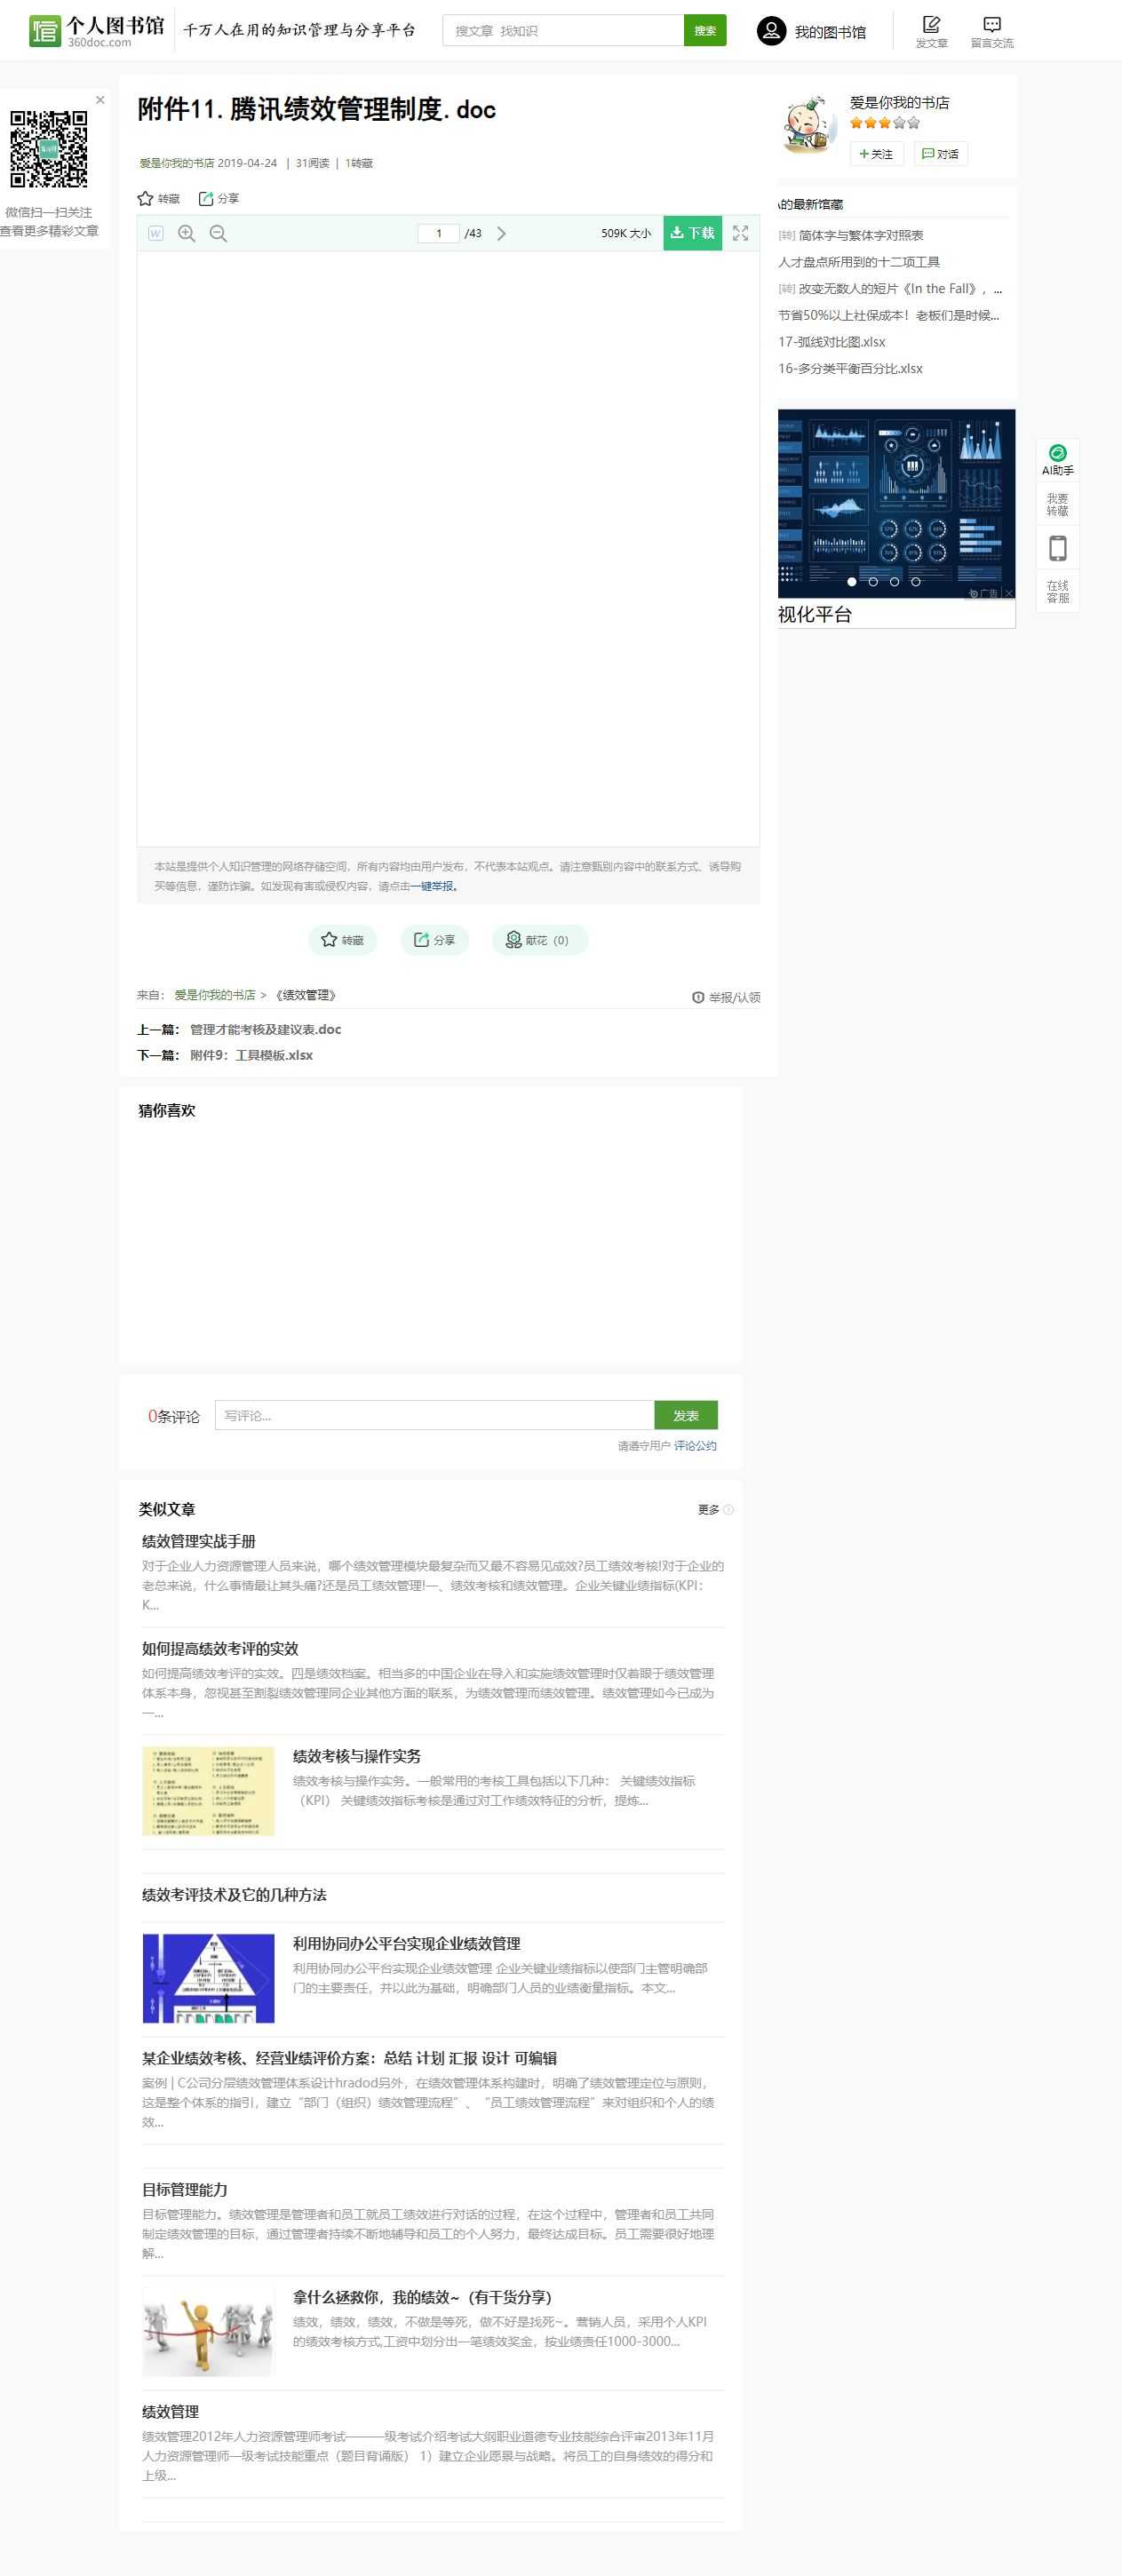 个人图书馆
360doc.com
千万人在用的知识管理与分享平台
搜文章 找知识
搜索
我的图书馆
发文章
留言交流
微信扫一扫关注
查看更多精彩文章
附件11.腾讯绩效管理制度.doc
爱是你我的书店 2019-04-24 | 31阅读 | 1转藏
转藏 分享
1 /43
509K 大小
下载
爱是你我的书店
+关注
对话
的最新馆藏
[转] 简体字与繁体字对照表
人才盘点所用到的十二项工具
[转] 改变无数人的短片《In the Fall》，...
节省50%以上社保成本！老板们是时候...
17-弧线对比图.xlsx
16-多分类平衡百分比.xlsx
广告
视化平台
AI助手
我要
转藏
在线
客服
本站是提供个人知识管理的网络存储空间，所有内容均由用户发布，不代表本站观点。请注意甄别内容中的联系方式、诱导购
买等信息，谨防诈骗。如发现有害或侵权内容，请点击一键举报。
转藏 分享 献花（0）
来自： 爱是你我的书店 > 《绩效管理》
举报/认领
上一篇： 管理才能考核及建议表.doc
下一篇： 附件9：工具模板.xlsx
猜你喜欢
0条评论
写评论...
发表
请遵守用户 评论公约
类似文章
更多
绩效管理实战手册
对于企业人力资源管理人员来说，哪个绩效管理模块最复杂而又最不容易见成效?员工绩效考核!对于企业的
老总来说，什么事情最让其头痛?还是员工绩效管理!一、绩效考核和绩效管理。企业关键业绩指标(KPI：
K...
如何提高绩效考评的实效
如何提高绩效考评的实效。四是绩效档案。相当多的中国企业在导入和实施绩效管理时仅着眼于绩效管理
体系本身，忽视甚至割裂绩效管理同企业其他方面的联系，为绩效管理而绩效管理。绩效管理如今已成为
一...
绩效考核与操作实务
绩效考核与操作实务。一般常用的考核工具包括以下几种： 关键绩效指标
（KPI） 关键绩效指标考核是通过对工作绩效特征的分析，提炼...
绩效考评技术及它的几种方法
利用协同办公平台实现企业绩效管理
利用协同办公平台实现企业绩效管理 企业关键业绩指标以使部门主管明确部
门的主要责任，并以此为基础，明确部门人员的业绩衡量指标。本文...
某企业绩效考核、经营业绩评价方案：总结 计划 汇报 设计 可编辑
案例 | C公司分层绩效管理体系设计hradod另外，在绩效管理体系构建时，明确了绩效管理定位与原则，
这是整个体系的指引，建立“部门（组织）绩效管理流程”、“员工绩效管理流程”来对组织和个人的绩
效...
目标管理能力
目标管理能力。绩效管理是管理者和员工就员工绩效进行对话的过程，在这个过程中，管理者和员工共同
制定绩效管理的目标，通过管理者持续不断地辅导和员工的个人努力，最终达成目标。员工需要很好地理
解...
拿什么拯救你，我的绩效~（有干货分享）
绩效，绩效，绩效，不做是等死，做不好是找死~。营销人员，采用个人KPI
的绩效考核方式,工资中划分出一笔绩效奖金，按业绩责任1000-3000...
绩效管理
绩效管理2012年人力资源管理师考试———级考试介绍考试大纲职业道德专业技能综合评审2013年11月
人力资源管理师一级考试技能重点（题目背诵版） 1）建立企业愿景与战略。将员工的自身绩效的得分和
上级...